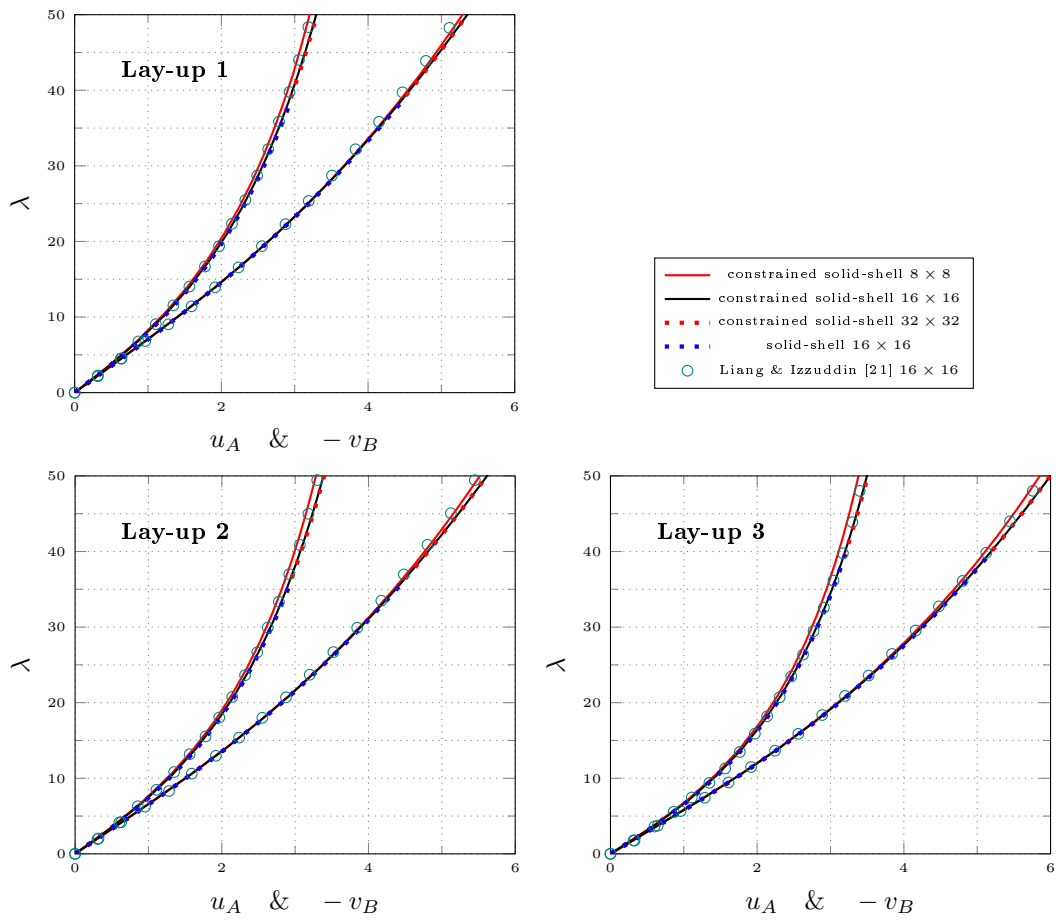 50
40
30
20
10
0
λ
Lay-up 1
0 2 4 6
u_A & −v_B
constrained solid-shell 8 × 8
constrained solid-shell 16 × 16
constrained solid-shell 32 × 32
solid-shell 16 × 16
Liang & Izzuddin [21] 16 × 16
50
40
30
20
10
0
λ
Lay-up 2
0 2 4 6
u_A & −v_B
50
40
30
20
10
0
λ
Lay-up 3
0 2 4 6
u_A & −v_B